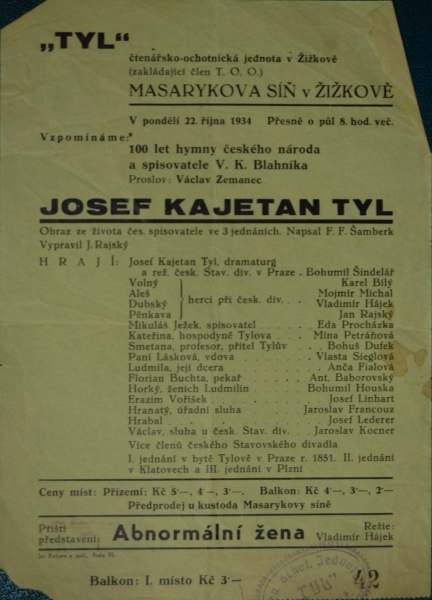 „TYL“
čtenářsko-ochotnická jednota v Žižkově
(zakládající člen T. O. O.)
MASARYKOVA SÍŇ v ŽIŽKOVĚ
V pondělí 22. října 1934 Přesně o půl 8. hod. več.
Vzpomínáme:
100 let hymny českého národa
a spisovatele V. K. Blahníka
Proslov: Václav Zemanec
JOSEF KAJETAN TYL
Obraz ze života čes. spisovatele ve 3 jednáních. Napsal F. F. Šamberk
Vypravil J. Rajský
HRAJÍ: Josef Kajetan Tyl, dramaturg
a rež. česk. Stav. div. v Praze . Bohumil Šindelář
Volný Karel Bílý
Aleš Mojmír Michal
Dubský herci při česk. div. . . Vladimír Hájek
Pěnkava Jan Rajský
Mikuláš Ježek, spisovatel . . . Eda Procházka
Kateřina, hospodyně Tylova . . Mína Petráňová
Smetana, profesor, přítel Tylův . . Bohuš Dufek
Paní Lásková, vdova . . . . Vlasta Sieglová
Ludmila, její dcera . . . . Anča Fialová
Florian Buchta, pekař . . . . Ant. Baborovský
Horký, ženich Ludmilin . . . Bohumil Houska
Erazim Voříšek . . . . Josef Linhart
Hranatý, úřadní sluha . . . Jaroslav Francouz
Hrabal . . . . Josef Lederer
Václav, sluha u česk. Stav. div. . . Jaroslav Kocner
Více členů českého Stavovského divadla
I. jednání v bytě Tylově v Praze r. 1851. II. jednání
v Klatovech a III. jednání v Plzni
Ceny míst: Přízemí: Kč 5·—, 4·—, 3·—. Balkon: Kč 4·—, 3·—, 2·—
Předprodej u kustoda Masarykovy síně
Příští
představení: Abnormální žena Režie:
Vladimír Hájek
Balkon: I. místo Kč 3·—
42
ochot. Jednota
"TYL"